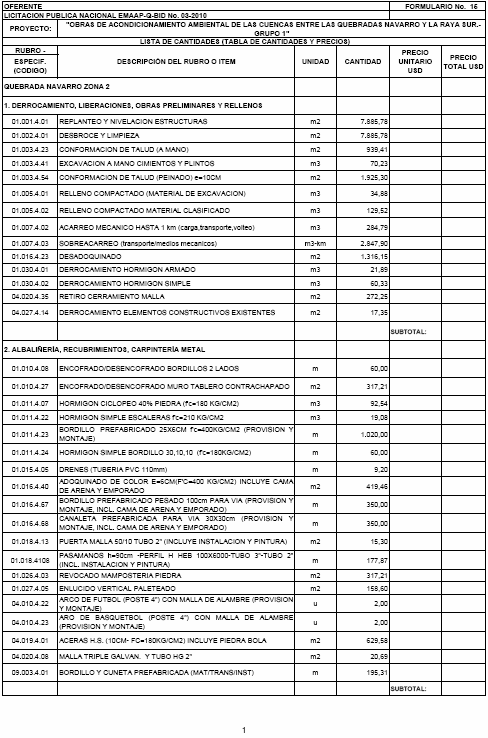 OFERENTE FORMULARIO No. 16
LICITACION PUBLICA NACIONAL EMAAP-Q-BID No. 03-2010
PROYECTO: "OBRAS DE ACONDICIONAMIENTO AMBIENTAL DE LAS CUENCAS ENTRE LAS QUEBRADAS NAVARRO Y LA RAYA SUR.-
GRUPO 1"
LISTA DE CANTIDADES (TABLA DE CANTIDADES Y PRECIOS)
RUBRO - ESPECIF. (CODIGO) DESCRIPCIÓN DEL RUBRO O ITEM UNIDAD CANTIDAD PRECIO UNITARIO USD PRECIO TOTAL USD
QUEBRADA NAVARRO ZONA 2
1. DERROCAMIENTO, LIBERACIONES, OBRAS PRELIMINARES Y RELLENOS
01.001.4.01 REPLANTEO Y NIVELACION ESTRUCTURAS m2 7.885,78
01.002.4.01 DESBROCE Y LIMPIEZA m2 7.885,78
01.003.4.23 CONFORMACION DE TALUD (A MANO) m2 939,41
01.003.4.41 EXCAVACION A MANO CIMIENTOS Y PLINTOS m3 70,23
01.003.4.54 CONFORMACION DE TALUD (PEINADO) e=10CM m2 1.925,30
01.005.4.01 RELLENO COMPACTADO (MATERIAL DE EXCAVACION) m3 34,88
01.005.4.02 RELLENO COMPACTADO MATERIAL CLASIFICADO m3 129,52
01.007.4.02 ACARREO MECANICO HASTA 1 km (carga,transporte,volteo) m3 284,79
01.007.4.03 SOBREACARREO (transporte/medios mecanicos) m3-km 2.847,90
01.016.4.23 DESADOQUINADO m2 1.316,15
01.030.4.01 DERROCAMIENTO HORMIGON ARMADO m3 21,89
01.030.4.02 DERROCAMIENTO HORMIGON SIMPLE m3 60,33
04.020.4.35 RETIRO CERRAMIENTO MALLA m2 272,25
04.027.4.14 DERROCAMIENTO ELEMENTOS CONSTRUCTIVOS EXISTENTES m2 17,35
SUBTOTAL:
2. ALBALIÑERÍA, RECUBRIMIENTOS, CARPINTERÍA METAL
01.010.4.08 ENCOFRADO/DESENCOFRADO BORDILLOS 2 LADOS m 60,00
01.010.4.27 ENCOFRADO/DESENCOFRADO MURO TABLERO CONTRACHAPADO m2 317,21
01.011.4.07 HORMIGON CICLOPEO 40% PIEDRA (f'c=180 KG/CM2) m3 92,54
01.011.4.22 HORMIGON SIMPLE ESCALERAS f'c=210 KG/CM2 m3 19,08
01.011.4.23 BORDILLO PREFABRICADO 25X6CM f'c=400KG/CM2 (PROVISION Y
MONTAJE) m 1.020,00
01.011.4.24 HORMIGON SIMPLE BORDILLO 30,10,10 (f'c=180KG/CM2) m 60,00
01.015.4.05 DRENES (TUBERIA PVC 110mm) m 9,20
01.016.4.40 ADOQUINADO DE COLOR E=6CM(F'C=400 KG/CM2) INCLUYE CAMA
DE ARENA Y EMPORADO m2 419,46
01.016.4.67 BORDILLO PREFABRICADO PESADO 100cm PARA VIA (PROVISION Y
MONTAJE, INCL. CAMA DE ARENA Y EMPORADO) m 350,00
01.016.4.68 CANALETA PREFABRICADA PARA VIA 30X30cm (PROVISION Y
MONTAJE, INCL. CAMA DE ARENA Y EMPORADO) m 350,00
01.018.4.13 PUERTA MALLA 50/10 TUBO 2" (INCLUYE INSTALACION Y PINTURA) m2 15,30
01.018.4108 PASAMANOS h=90cm -PERFIL H HEB 100X6000-TUBO 3"-TUBO 2"
(INCL. INSTALACION Y PINTURA) m 177,87
01.026.4.03 REVOCADO MAMPOSTERIA PIEDRA m2 317,21
01.027.4.05 ENLUCIDO VERTICAL PALETEADO m2 158,60
04.010.4.22 ARCO DE FUTBOL (POSTE 4") CON MALLA DE ALAMBRE (PROVISION
Y MONTAJE) u 2,00
04.010.4.23 ARO DE BASQUETBOL (POSTE 4") CON MALLA DE ALAMBRE
(PROVISION Y MONTAJE) u 2,00
04.019.4.01 ACERAS H.S. (10CM- FC=180KG/CM2) INCLUYE PIEDRA BOLA m2 629,58
04.020.4.08 MALLA TRIPLE GALVAN. Y TUBO HG 2" m2 20,69
09.003.4.01 BORDILLO Y CUNETA PREFABRICADA (MAT/TRANS/INST) m 195,31
SUBTOTAL:
1